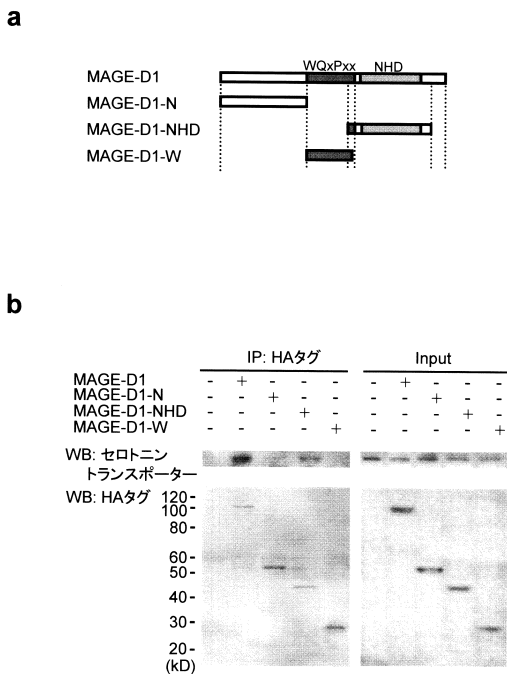 a
WQxPxx NHD
MAGE-D1
MAGE-D1-N
MAGE-D1-NHD
MAGE-D1-W
b
IP: HAタグ Input
MAGE-D1 - + - - - - + - - -
MAGE-D1-N - - + - - - - + - -
MAGE-D1-NHD - - - + - - - - + -
MAGE-D1-W - - - - + - - - - +
WB: セロトニン
トランスポーター
WB: HAタグ
120-
100-
80-
60-
50-
40-
30-
20-
(kD)